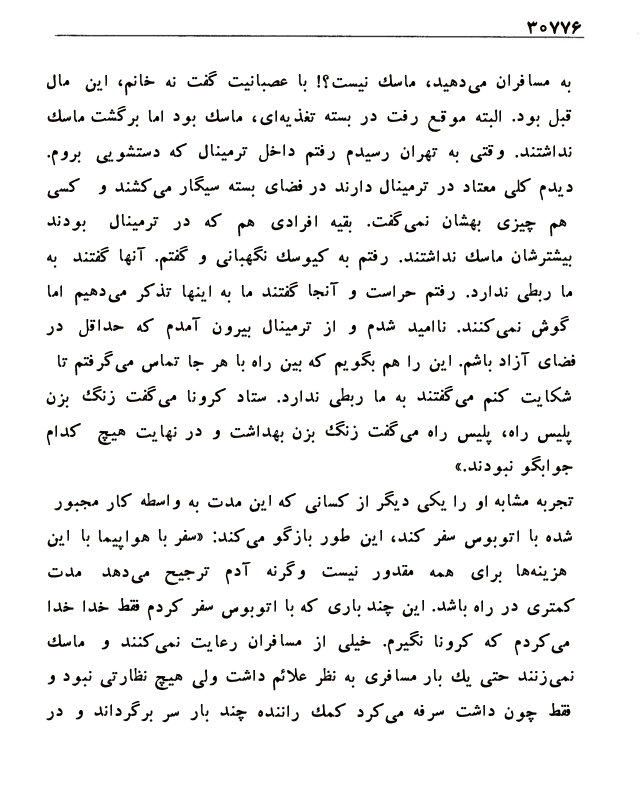 ۳۰۷۷۶
به مسافران می‌دهید، ماسك نیست؟! با عصبانیت گفت نه خانم، این مال
قبل بود. البته موقع رفت در بسته تغذیه‌ای، ماسك بود اما برگشت ماسك
نداشتند. وقتی به تهران رسیدم رفتم داخل ترمینال که دستشویی بروم.
دیدم کلی معتاد در ترمینال دارند در فضای بسته سیگار می‌کشند و کسی
هم چیزی بهشان نمی‌گفت. بقیه افرادی هم که در ترمینال بودند
بیشترشان ماسك نداشتند. رفتم به کیوسك نگهبانی و گفتم. آنها گفتند به
ما ربطی ندارد. رفتم حراست و آنجا گفتند ما به اینها تذکر می‌دهیم اما
گوش نمی‌کنند. ناامید شدم و از ترمینال بیرون آمدم که حداقل در
فضای آزاد باشم. این را هم بگویم که بین راه با هر جا تماس می‌گرفتم تا
شکایت کنم می‌گفتند به ما ربطی ندارد. ستاد کرونا می‌گفت زنگ بزن
پلیس راه، پلیس راه می‌گفت زنگ بزن بهداشت و در نهایت هیچ کدام
جوابگو نبودند.»
تجربه مشابه او را یکی دیگر از کسانی که این مدت به واسطه کار مجبور
شده با اتوبوس سفر کند، این طور بازگو می‌کند: «سفر با هواپیما با این
هزینه‌ها برای همه مقدور نیست وگرنه آدم ترجیح می‌دهد مدت
کمتری در راه باشد. این چند باری که با اتوبوس سفر کردم فقط خدا خدا
می‌کردم که کرونا نگیرم. خیلی از مسافران رعایت نمی‌کنند و ماسك
نمی‌زنند حتی یك بار مسافری به نظر علائم داشت ولی هیچ نظارتی نبود و
فقط چون داشت سرفه می‌کرد کمك راننده چند بار سر برگرداند و در